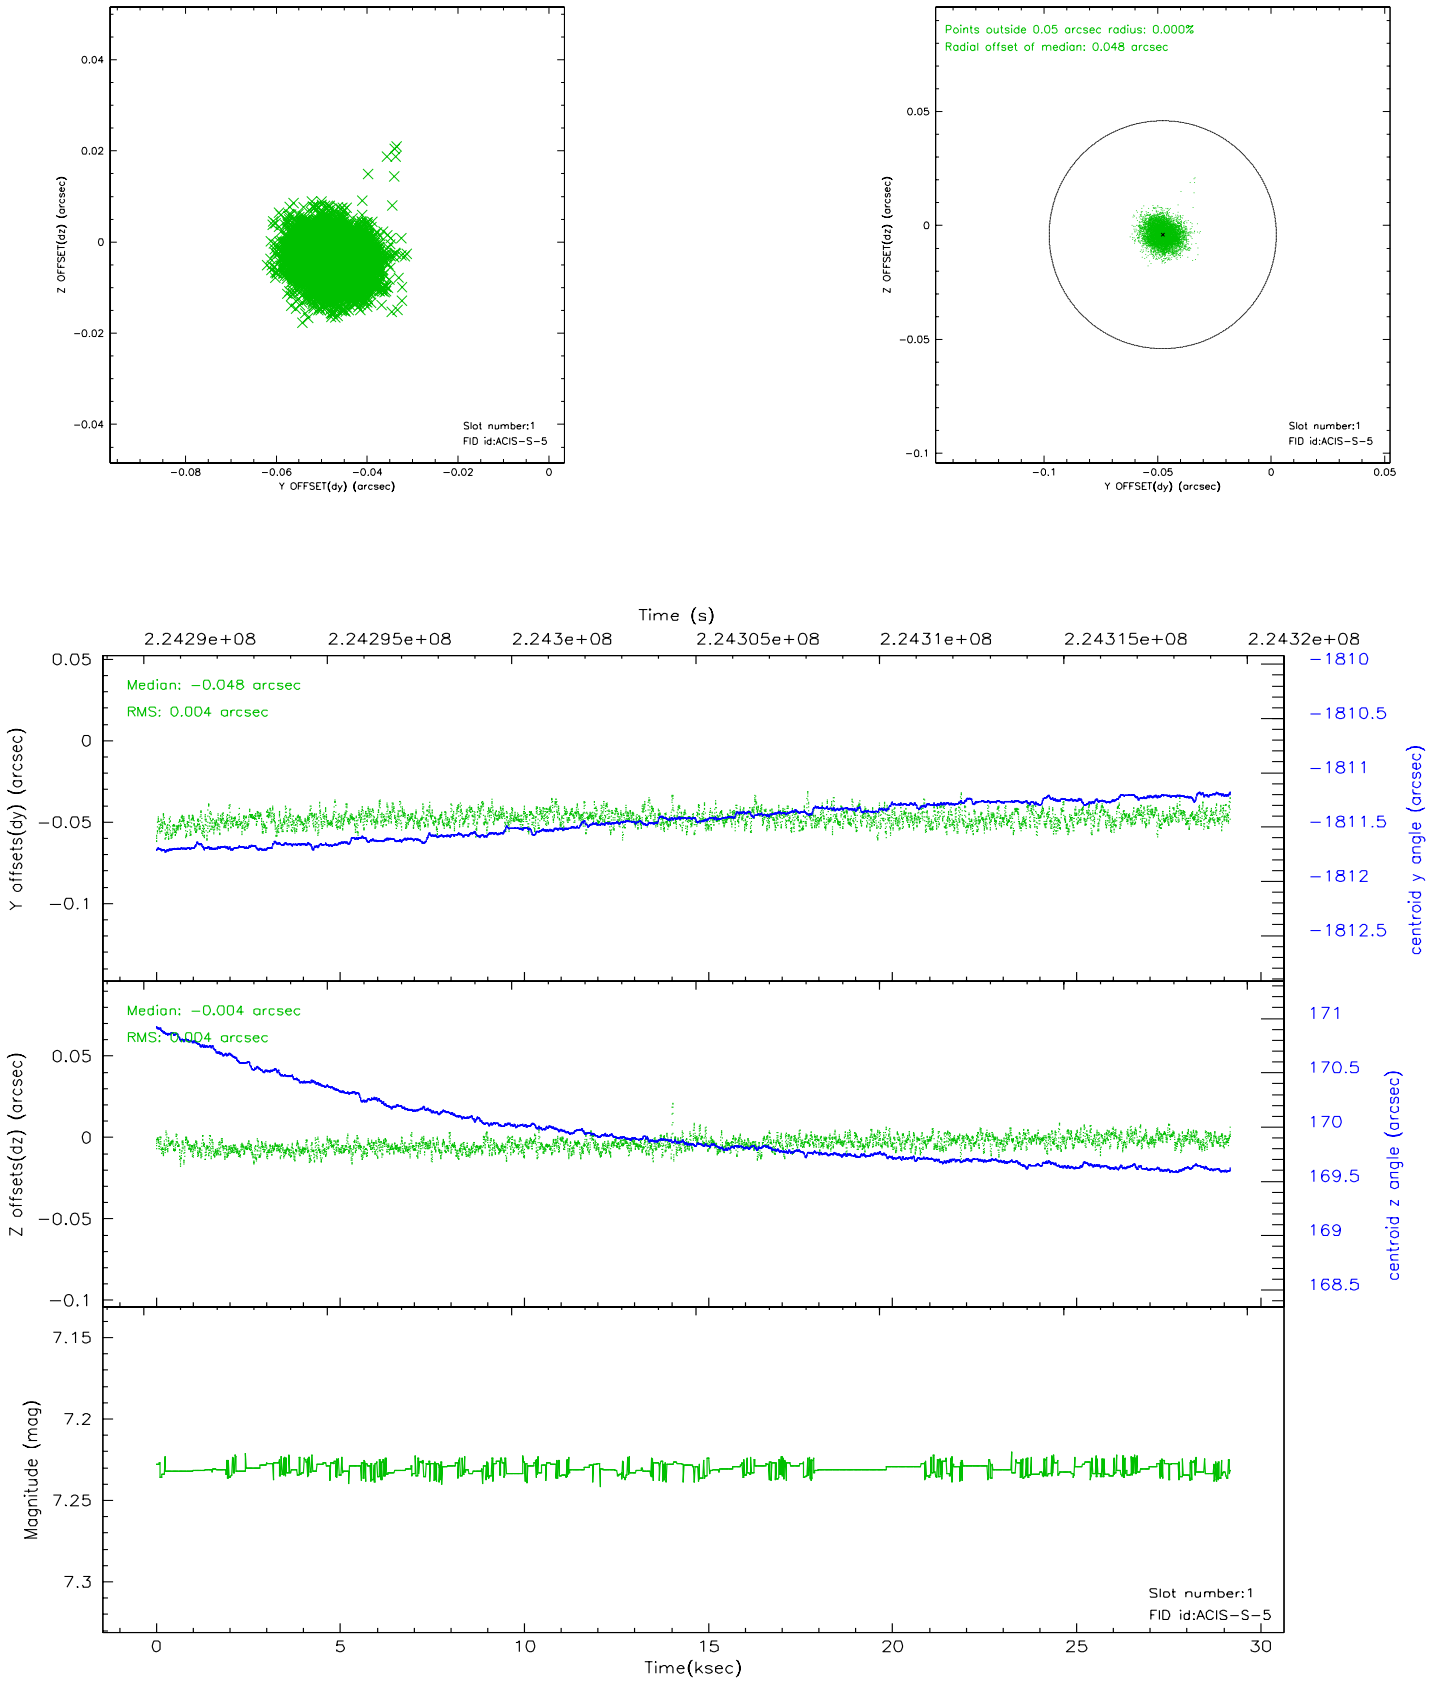 0.04
0.02
0
−0.02
−0.04
Z OFFSET(dz) (arcsec)
Slot number:1
FID id:ACIS−S−5
−0.08
−0.06
−0.04
−0.02
0
Y OFFSET(dy) (arcsec)
Points outside 0.05 arcsec radius: 0.000%
Radial offset of median: 0.048 arcsec
0.05
0
−0.05
−0.1
Z OFFSET(dz) (arcsec)
Slot number:1
FID id:ACIS−S−5
−0.1
−0.05
0
0.05
Y OFFSET(dy) (arcsec)
Time (s)
2.2429e+08
2.24295e+08
2.243e+08
2.24305e+08
2.2431e+08
2.24315e+08
2.2432e+08
0.05
0
−0.05
−0.1
Y offsets(dy) (arcsec)
Median: −0.048 arcsec
RMS: 0.004 arcsec
−1810
−1810.5
−1811
−1811.5
−1812
−1812.5
centroid y angle (arcsec)
0.05
0
−0.05
−0.1
Z offsets(dz) (arcsec)
Median: −0.004 arcsec
RMS: 0.004 arcsec
171
170.5
170
169.5
169
168.5
centroid z angle (arcsec)
7.15
7.2
7.25
7.3
Magnitude (mag)
Slot number:1
FID id:ACIS−S−5
0
5
10
15
20
25
30
Time(ksec)